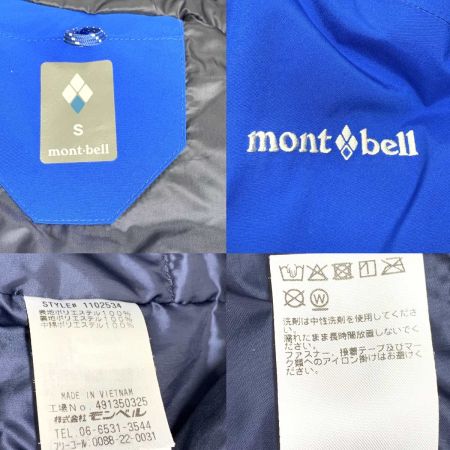 S
mont-bell
mont bell
STYLE# 1102534
表地ポリエステル100%
裏地ポリエステル100%
中綿ポリエステル100%
MADE IN VIETNAM
工場No 491350325
株式会社モンベル
TEL. 06-6531-3544
フリーコール:0088-22-0031
W
洗剤は中性洗剤を使用してください。
濡れたまま長時間放置しないでください。
ファスナー、接着テープ及びマーク類へのアイロン掛けはお避けください。